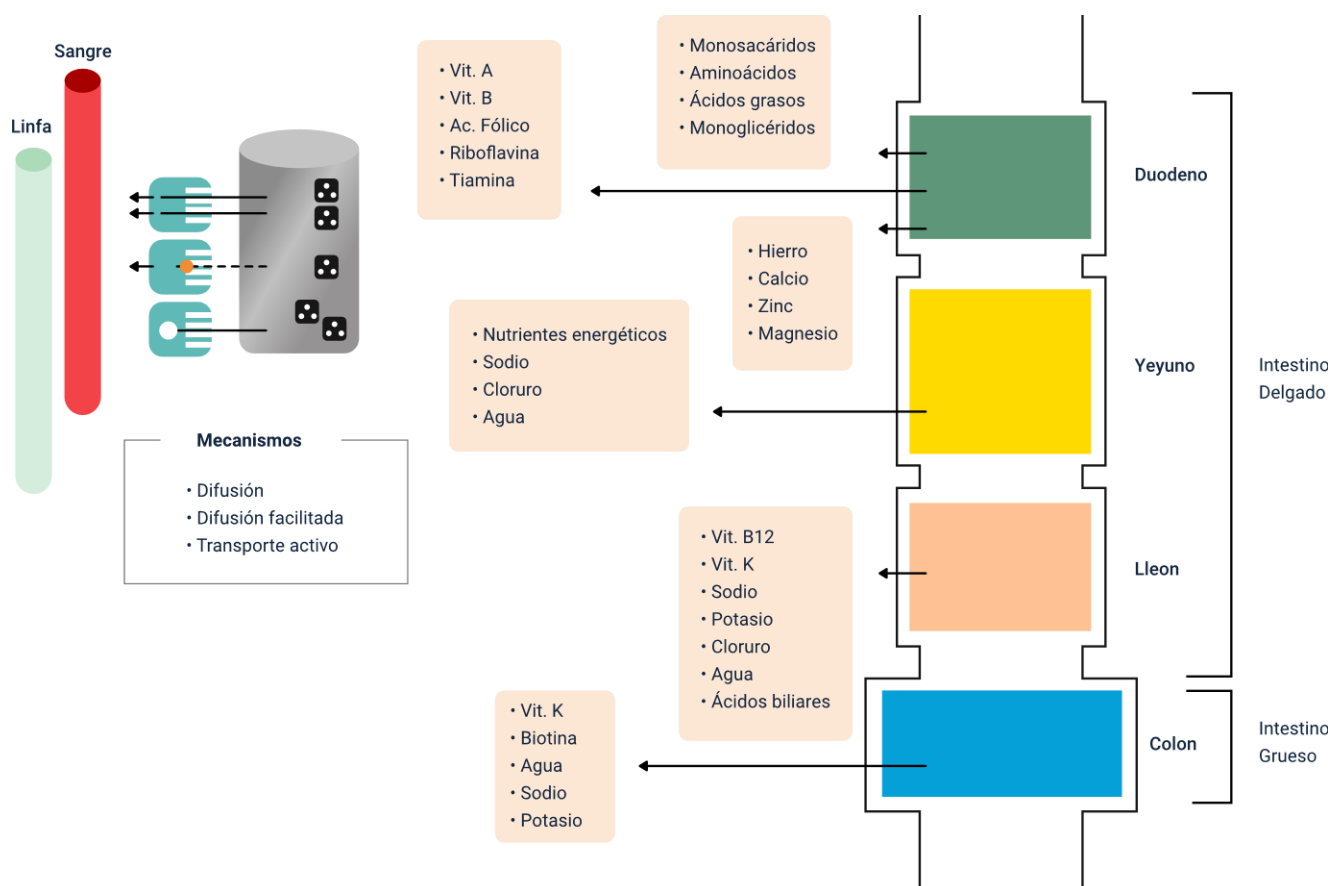 Sangre
Linfa
• Vit. A
• Vit. B
• Ac. Fólico
• Riboflavina
• Tiamina
• Monosacáridos
• Aminoácidos
• Ácidos grasos
• Monoglicéridos
Duodeno
• Hierro
• Calcio
• Zinc
• Magnesio
• Nutrientes energéticos
• Sodio
• Cloruro
• Agua
Yeyuno
Intestino
Delgado
Mecanismos
• Difusión
• Difusión facilitada
• Transporte activo
• Vit. B12
• Vit. K
• Sodio
• Potasio
• Cloruro
• Agua
• Ácidos biliares
Lleon
• Vit. K
• Biotina
• Agua
• Sodio
• Potasio
Colon
Intestino
Grueso